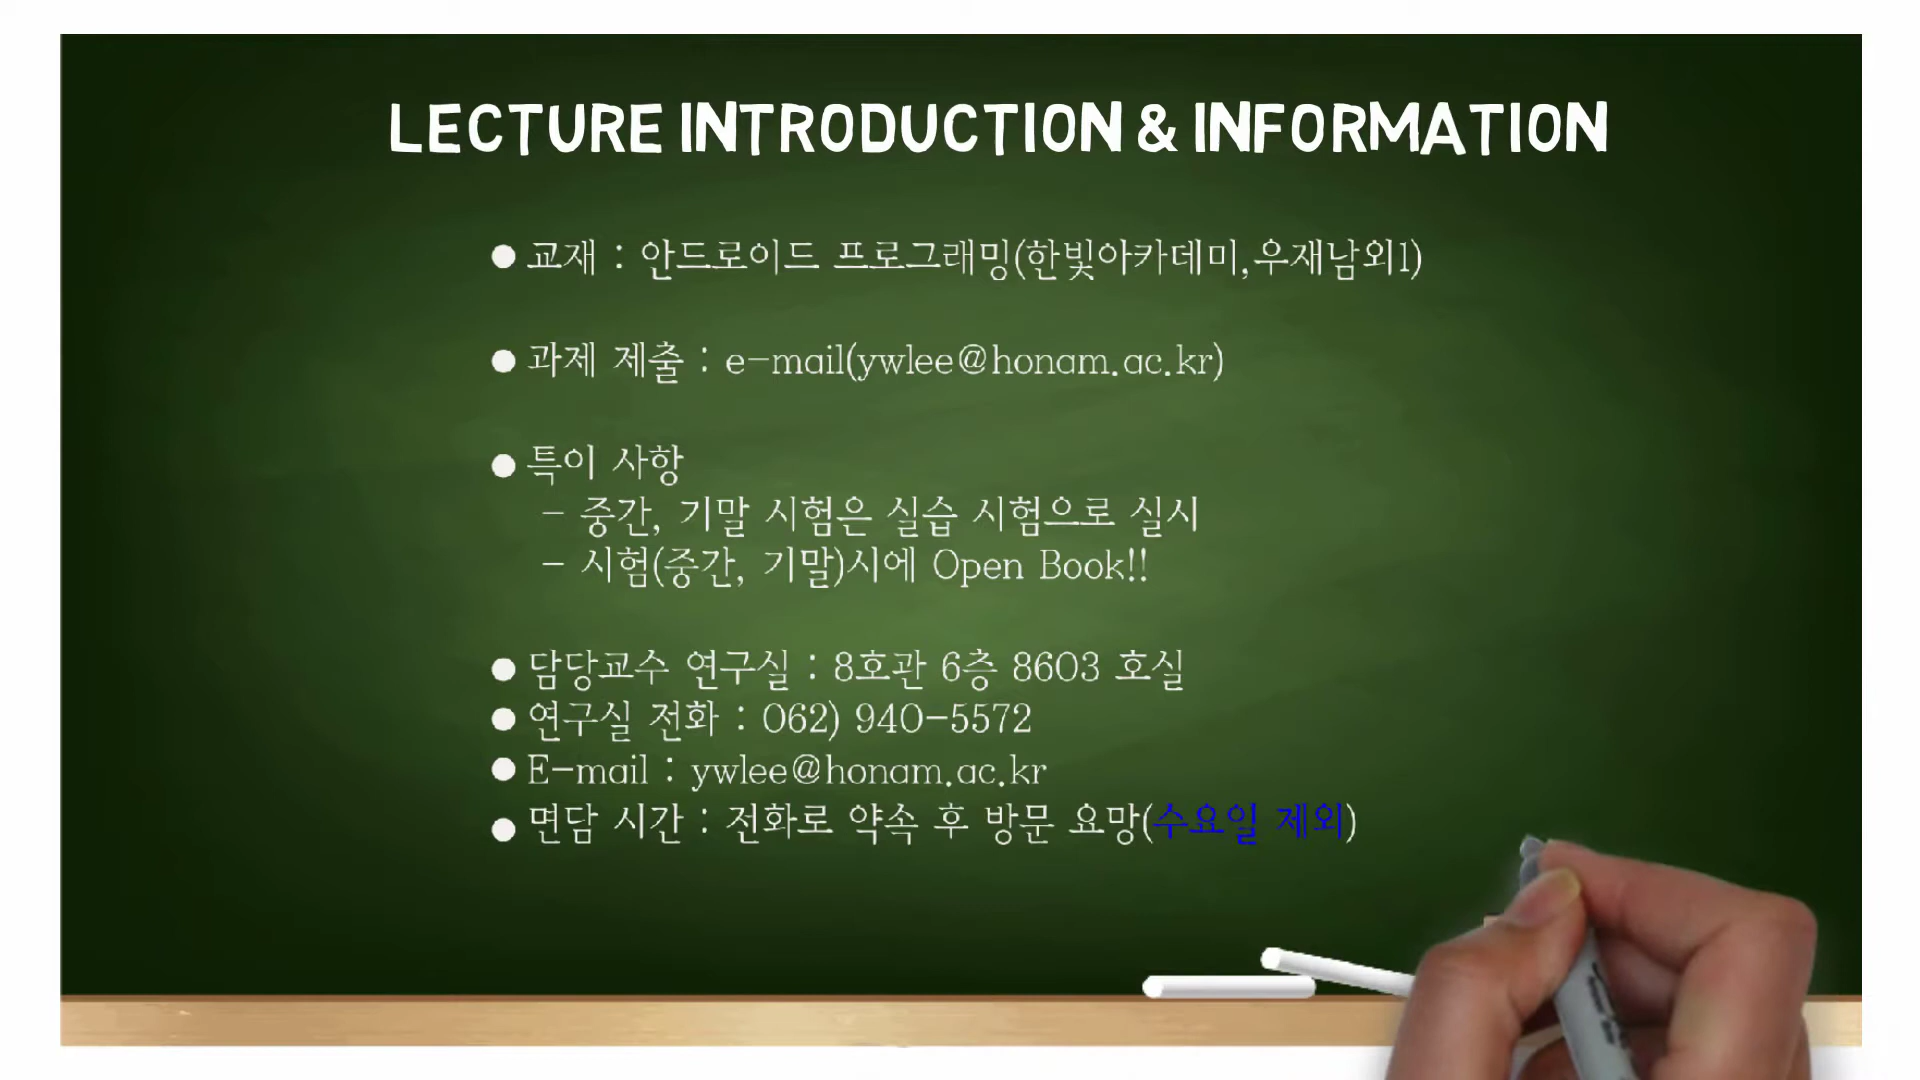 LECTURE INTRODUCTION & INFORMATION
● 교재 : 안드로이드 프로그래밍(한빛아카데미,우재남외1)
● 과제 제출 : e-mail(ywlee@honam.ac.kr)
● 특이 사항
- 중간, 기말 시험은 실습 시험으로 실시
- 시험(중간, 기말)시에 Open Book!!
● 담당교수 연구실 : 8호관 6층 8603 호실
● 연구실 전화 : 062) 940-5572
● E-mail : ywlee@honam.ac.kr
● 면담 시간 : 전화로 약속 후 방문 요망(수요일 제외)